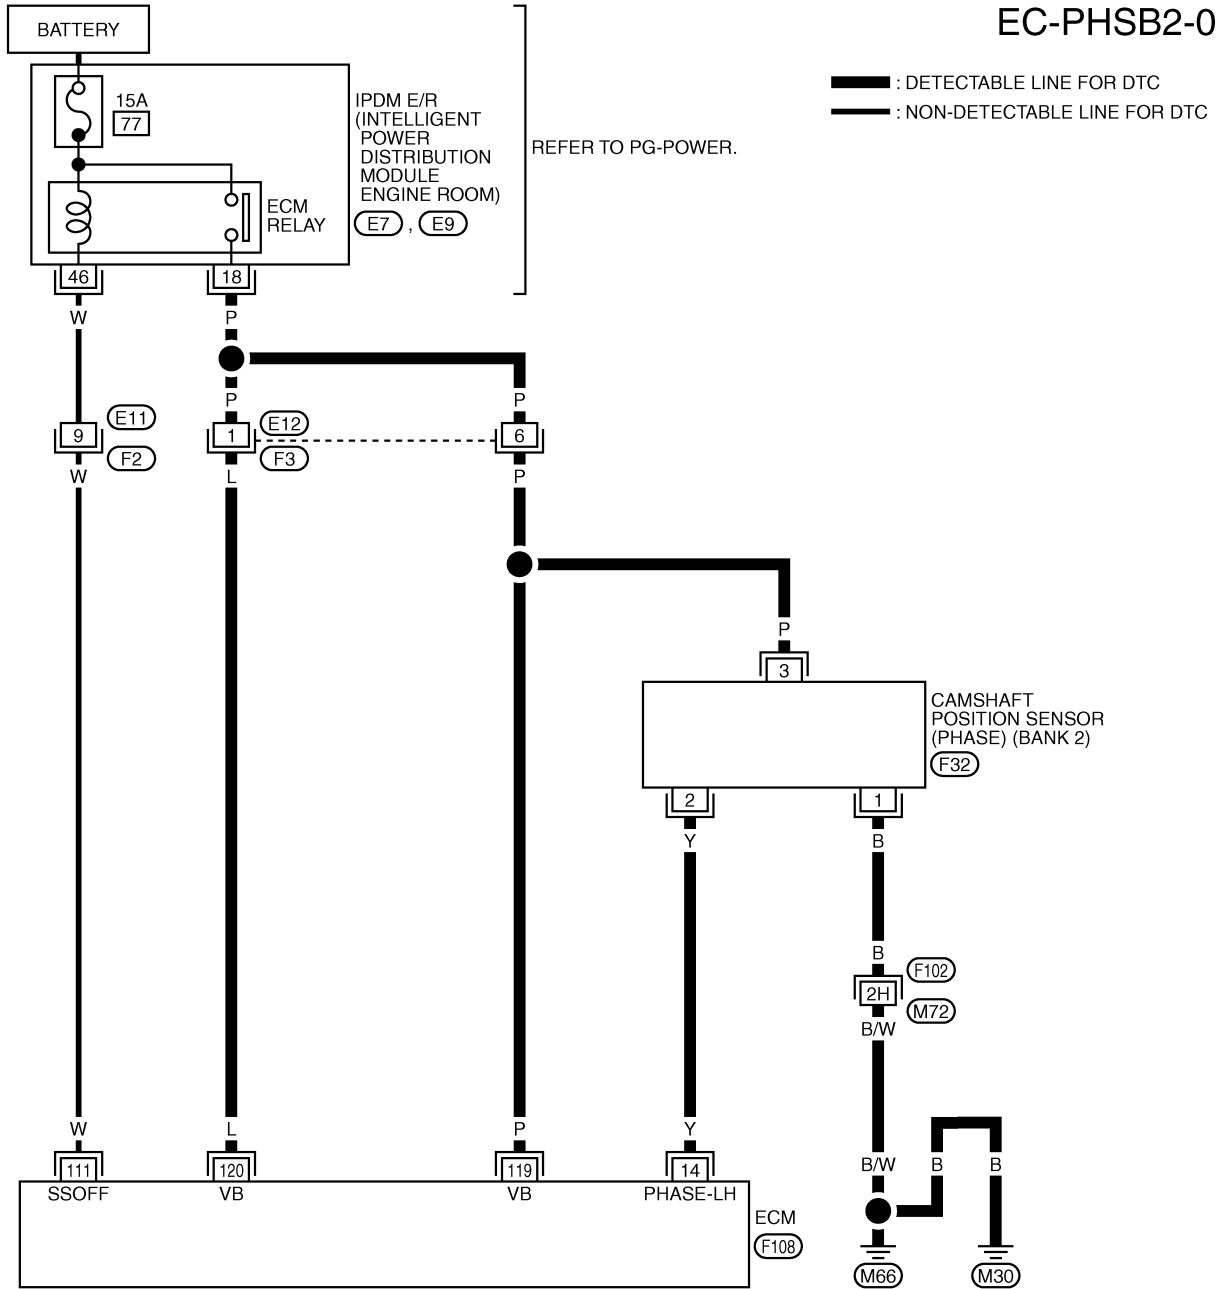 EC-PHSB2-0
BATTERY
: DETECTABLE LINE FOR DTC
: NON-DETECTABLE LINE FOR DTC
15A
77
IPDM E/R
(INTELLIGENT
POWER
DISTRIBUTION
MODULE
ENGINE ROOM)
E7 , E9
REFER TO PG-POWER.
ECM
RELAY
46 18
W P
P P
9 E11 F2
1 E12 F3
6
W L P
P
3
CAMSHAFT
POSITION SENSOR
(PHASE) (BANK 2)
F32
2 1
Y B
B
F102
2H
M72
B/W
W L P Y
B/W B B
111 120 119 14
SSOFF VB VB PHASE-LH
ECM
F108
M66 M30